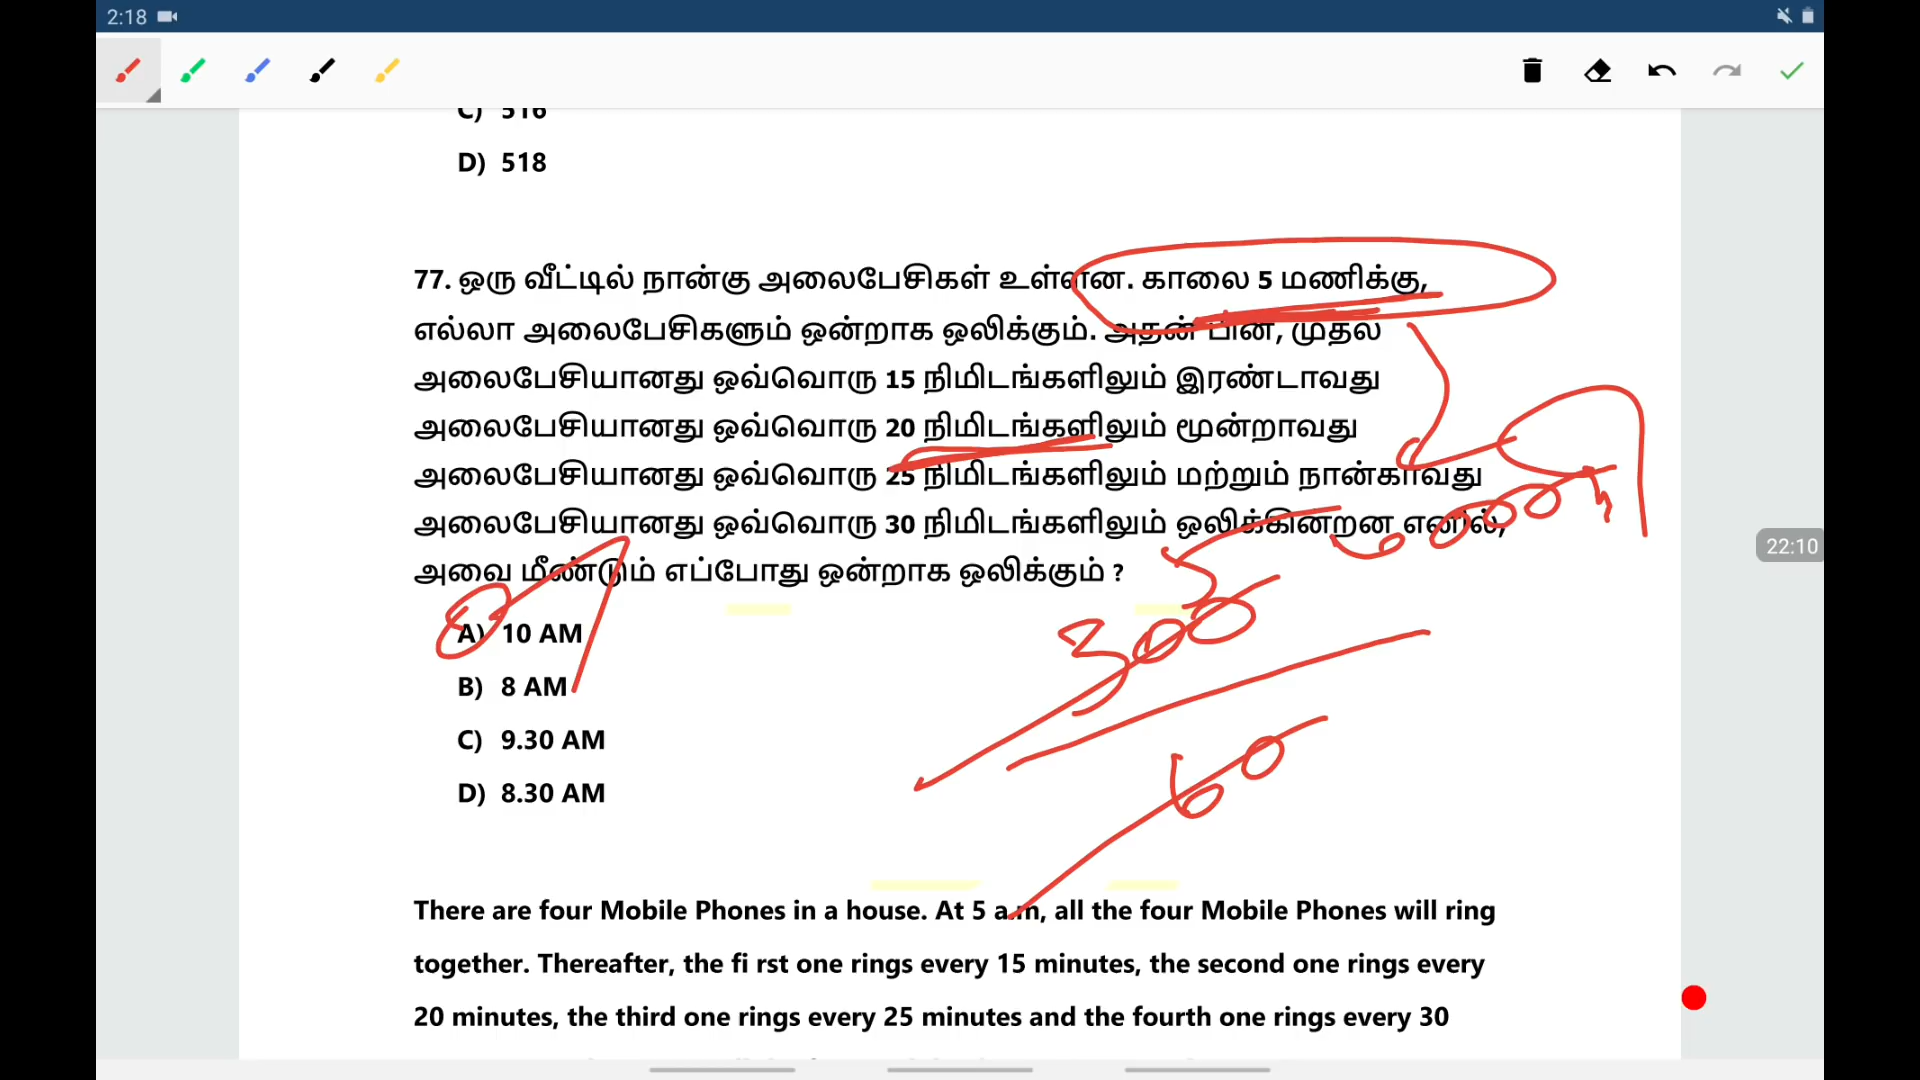 2:18
C) 516
D) 518
77. ஒரு வீட்டில் நான்கு அலைபேசிகள் உள்ளன. காலை 5 மணிக்கு,
எல்லா அலைபேசிகளும் ஒன்றாக ஒலிக்கும். அதன் பின், முதல்
அலைபேசியானது ஒவ்வொரு 15 நிமிடங்களிலும் இரண்டாவது
அலைபேசியானது ஒவ்வொரு 20 நிமிடங்களிலும் மூன்றாவது
அலைபேசியானது ஒவ்வொரு 25 நிமிடங்களிலும் மற்றும் நான்காவது
அலைபேசியானது ஒவ்வொரு 30 நிமிடங்களிலும் ஒலிக்கின்றன எனில்,
அவை மீண்டும் எப்போது ஒன்றாக ஒலிக்கும் ?
5
300
60
A) 10 AM
B) 8 AM
C) 9.30 AM
D) 8.30 AM
22:10
There are four Mobile Phones in a house. At 5 a.m, all the four Mobile Phones will ring
together. Thereafter, the fi rst one rings every 15 minutes, the second one rings every
20 minutes, the third one rings every 25 minutes and the fourth one rings every 30